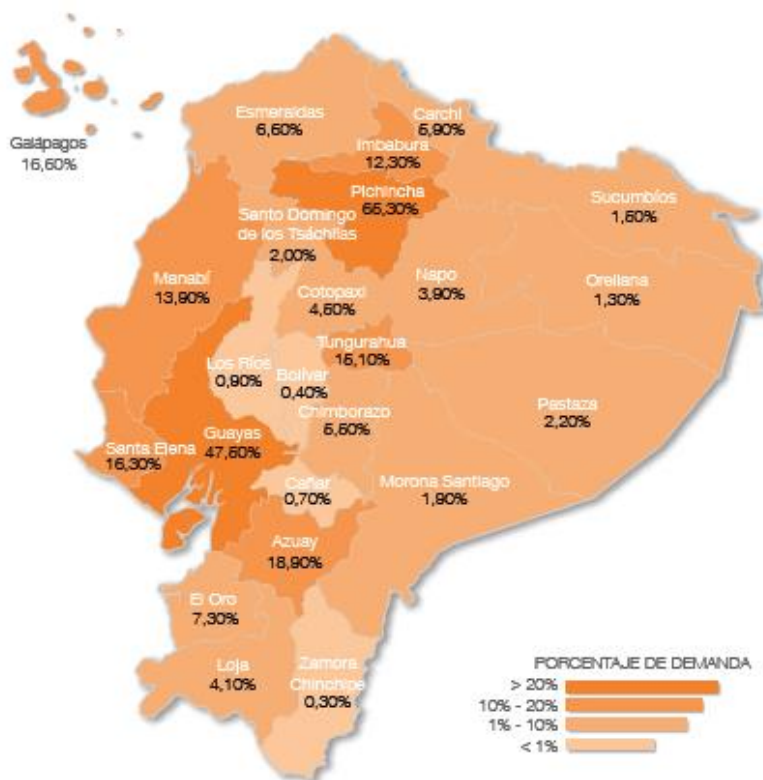 Galápagos
16,60%
Esmeraldas
6,60%
Carchi
5,90%
Imbabura
12,30%
Pichincha
65,30%
Sucumbíos
1,50%
Santo Domingo
de los Tsáchilas
2,00%
Manabí
13,90%
Cotopaxi
4,60%
Napo
3,90%
Orellana
1,30%
Tungurahua
15,10%
Los Ríos
0,90%
Bolívar
0,40%
Chimborazo
5,60%
Pastaza
2,20%
Santa Elena
16,30%
Guayas
47,60%
Cañar
0,70%
Morona Santiago
1,90%
Azuay
18,90%
El Oro
7,30%
Loja
4,10%
Zamora
Chinchipe
0,30%
PORCENTAJE DE DEMANDA
> 20%
10% - 20%
1% - 10%
< 1%